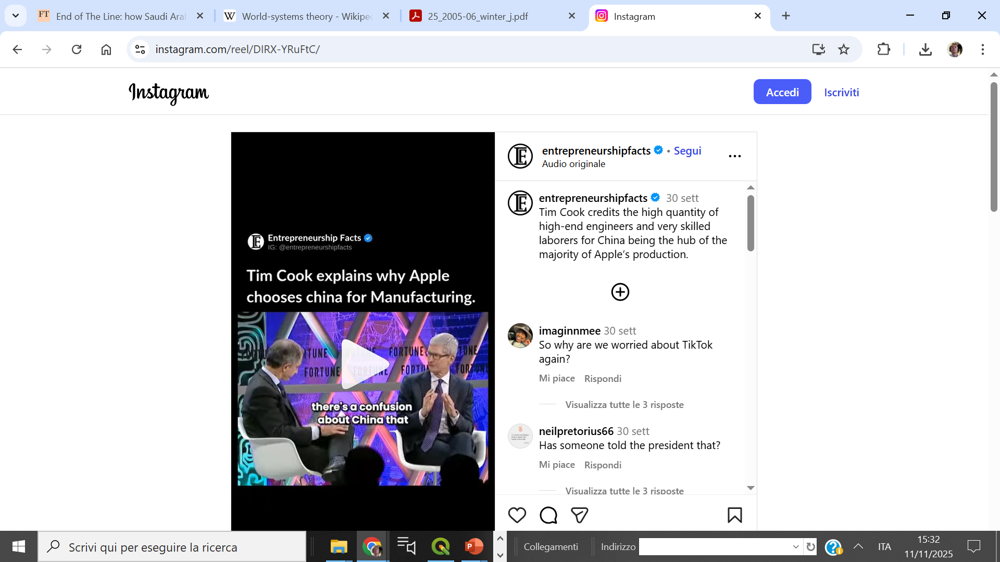 FT End of The Line: how Saudi Aral
W World-systems theory - Wikiped
25_2005-06_winter_j.pdf
Instagram
instagram.com/reel/DIRX-YRuFtC/
Instagram
Accedi
Iscriviti
Entrepreneurship Facts
IG: @entrepreneurshipfacts
Tim Cook explains why Apple
chooses china for Manufacturing.
FORTUNE
FORTUNE
there's a confusion
about China that
entrepreneurshipfacts • Segui
Audio originale
entrepreneurshipfacts 30 sett
Tim Cook credits the high quantity of
high-end engineers and very skilled
laborers for China being the hub of the
majority of Apple’s production.
imaginnmee 30 sett
So why are we worried about TikTok
again?
Mi piace Rispondi
Visualizza tutte le 3 risposte
neilpretorius66 30 sett
Has someone told the president that?
Mi piace Rispondi
Visualizza tutte le 3 risposte
Scrivi qui per eseguire la ricerca
Collegamenti
Indirizzo
ITA
15:32
11/11/2025